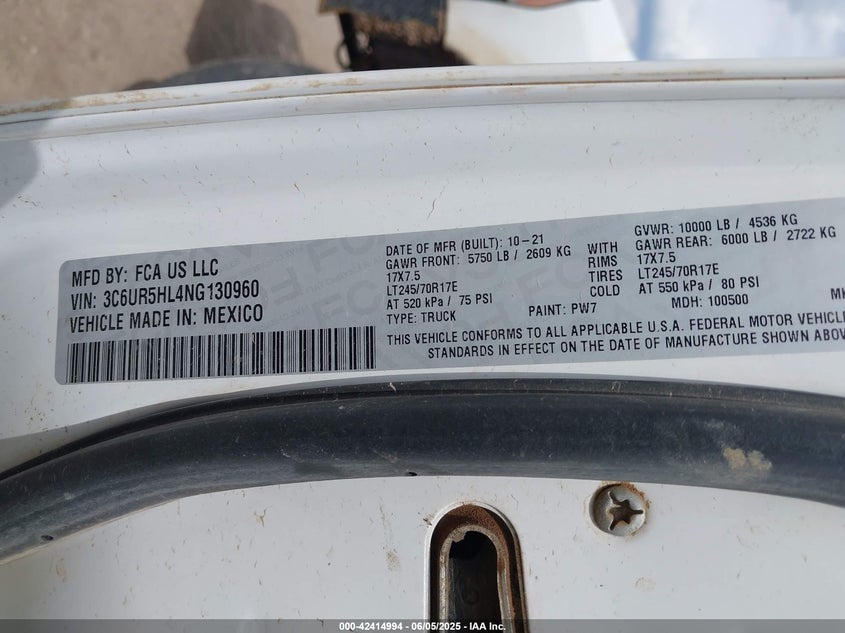 MFD BY: FCA US LLC
VIN: 3C6UR5HL4NG130960
VEHICLE MADE IN: MEXICO
DATE OF MFR (BUILT): 10-21
GAWR FRONT: 5750 LB / 2609 KG
17X7.5
LT245/70R17E
AT 520 kPa / 75 PSI
TYPE: TRUCK
PAINT: PW7
WITH
RIMS
TIRES
COLD
GVWR: 10000 LB / 4536 KG
GAWR REAR: 6000 LB / 2722 KG
17X7.5
LT245/70R17E
AT 550 kPa / 80 PSI
MDH: 100500
THIS VEHICLE CONFORMS TO ALL APPLICABLE U.S.A. FEDERAL MOTOR VEHICLE
STANDARDS IN EFFECT ON THE DATE OF MANUFACTURE SHOWN ABOV
000-42414994 - 06/05/2025 - IAA Inc.